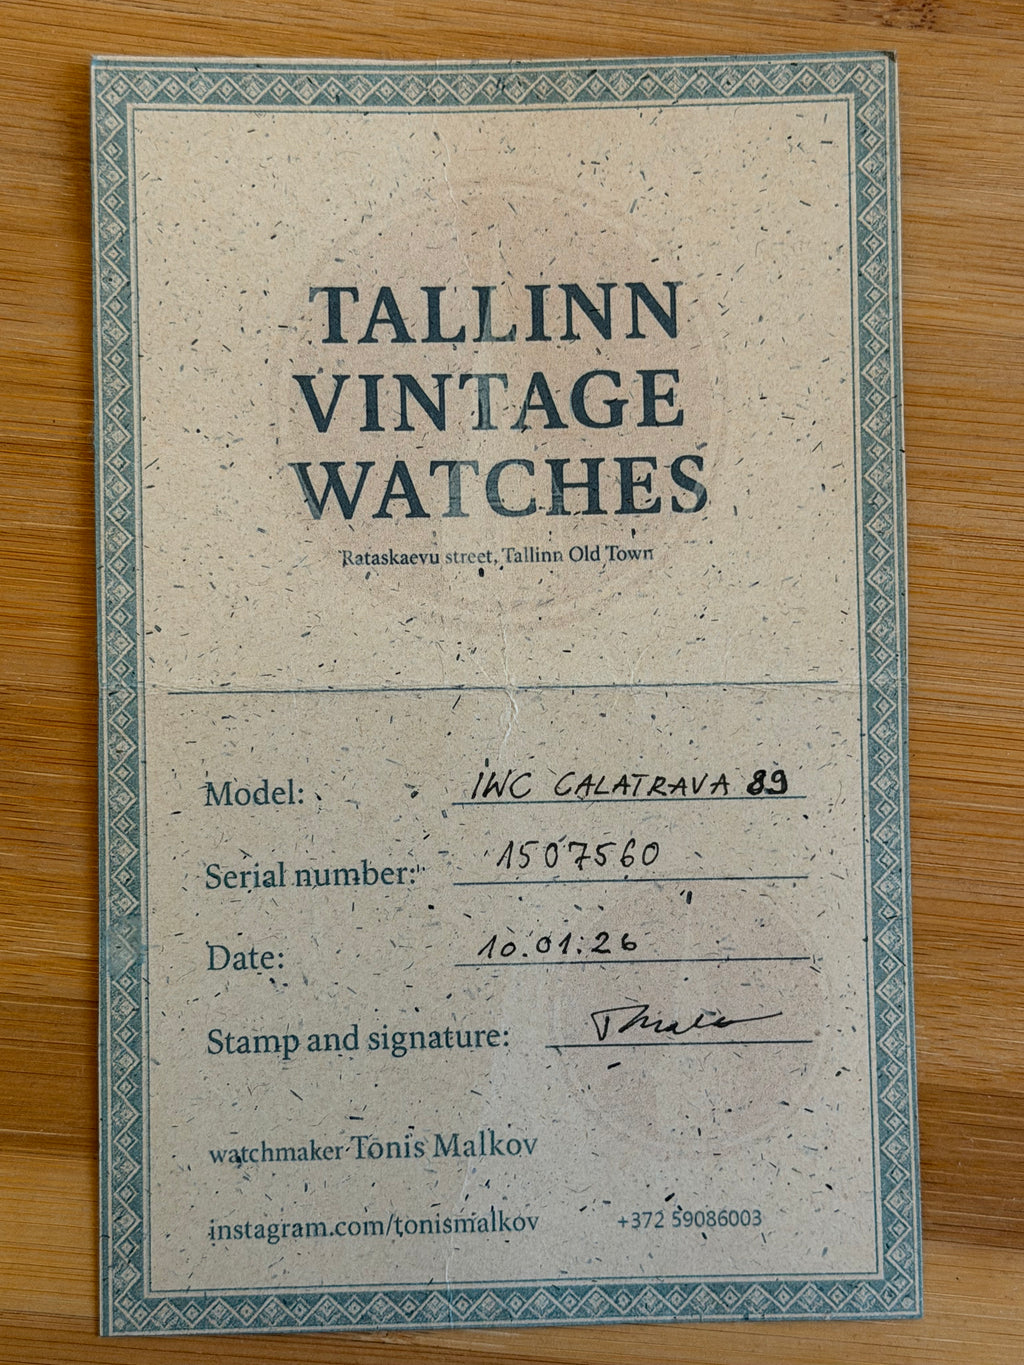 TALLINN
VINTAGE
WATCHES
Rataskaevu street, Tallinn Old Town
Model: IWC CALATRAVA 89
Serial number: 1507560
Date: 10.01.26
Stamp and signature:
watchmaker Tõnis Malkov
instagram.com/tonismalkov +372 59086003